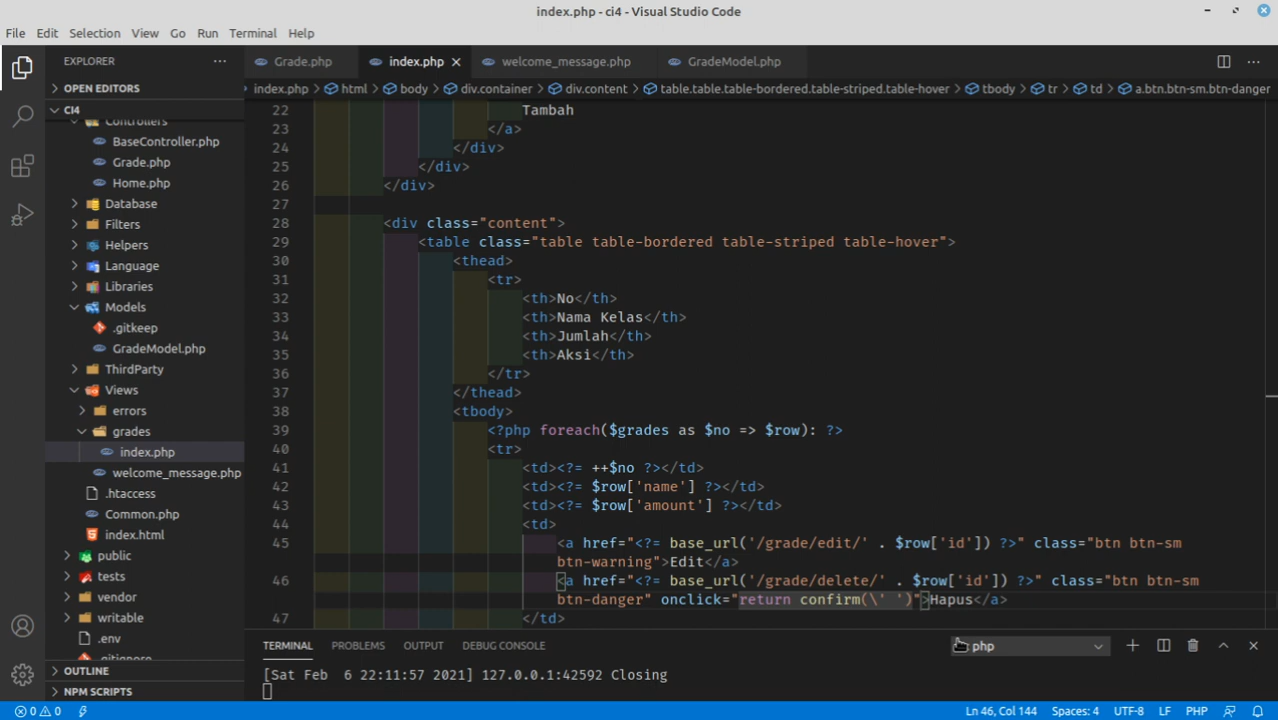 index.php - ci4 - Visual Studio Code
File Edit Selection View Go Run Terminal Help
EXPLORER
Grade.php index.php welcome_message.php GradeModel.php
index.php > html > body > div.container > div.content > table.table.table-bordered.table-striped.table-hover > tbody > tr > td > a.btn.btn-sm.btn-danger
OPEN EDITORS
CI4
Controllers
BaseController.php
Grade.php
Home.php
Database
Filters
Helpers
Language
Libraries
Models
.gitkeep
GradeModel.php
ThirdParty
Views
errors
grades
index.php
welcome_message.php
.htaccess
Common.php
index.html
public
tests
vendor
writable
.env
.gitignore
OUTLINE
NPM SCRIPTS
22 Tambah
23 </a>
24 </div>
25 </div>
26 </div>
27
28 <div class="content">
29 <table class="table table-bordered table-striped table-hover">
30 <thead>
31 <tr>
32 <th>No</th>
33 <th>Nama Kelas</th>
34 <th>Jumlah</th>
35 <th>Aksi</th>
36 </tr>
37 </thead>
38 <tbody>
39 <?php foreach($grades as $no => $row): ?>
40 <tr>
41 <td><?= ++$no ?></td>
42 <td><?= $row['name'] ?></td>
43 <td><?= $row['amount'] ?></td>
44 <td>
45 <a href="<?= base_url('/grade/edit/' . $row['id']) ?>" class="btn btn-sm
btn-warning">Edit</a>
46 <a href="<?= base_url('/grade/delete/' . $row['id']) ?>" class="btn btn-sm
btn-danger" onclick="return confirm(\' ')">Hapus</a>
47 </td>
TERMINAL PROBLEMS OUTPUT DEBUG CONSOLE php
[Sat Feb  6 22:11:57 2021] 127.0.0.1:42592 Closing
0 0 Ln 46, Col 144 Spaces: 4 UTF-8 LF PHP